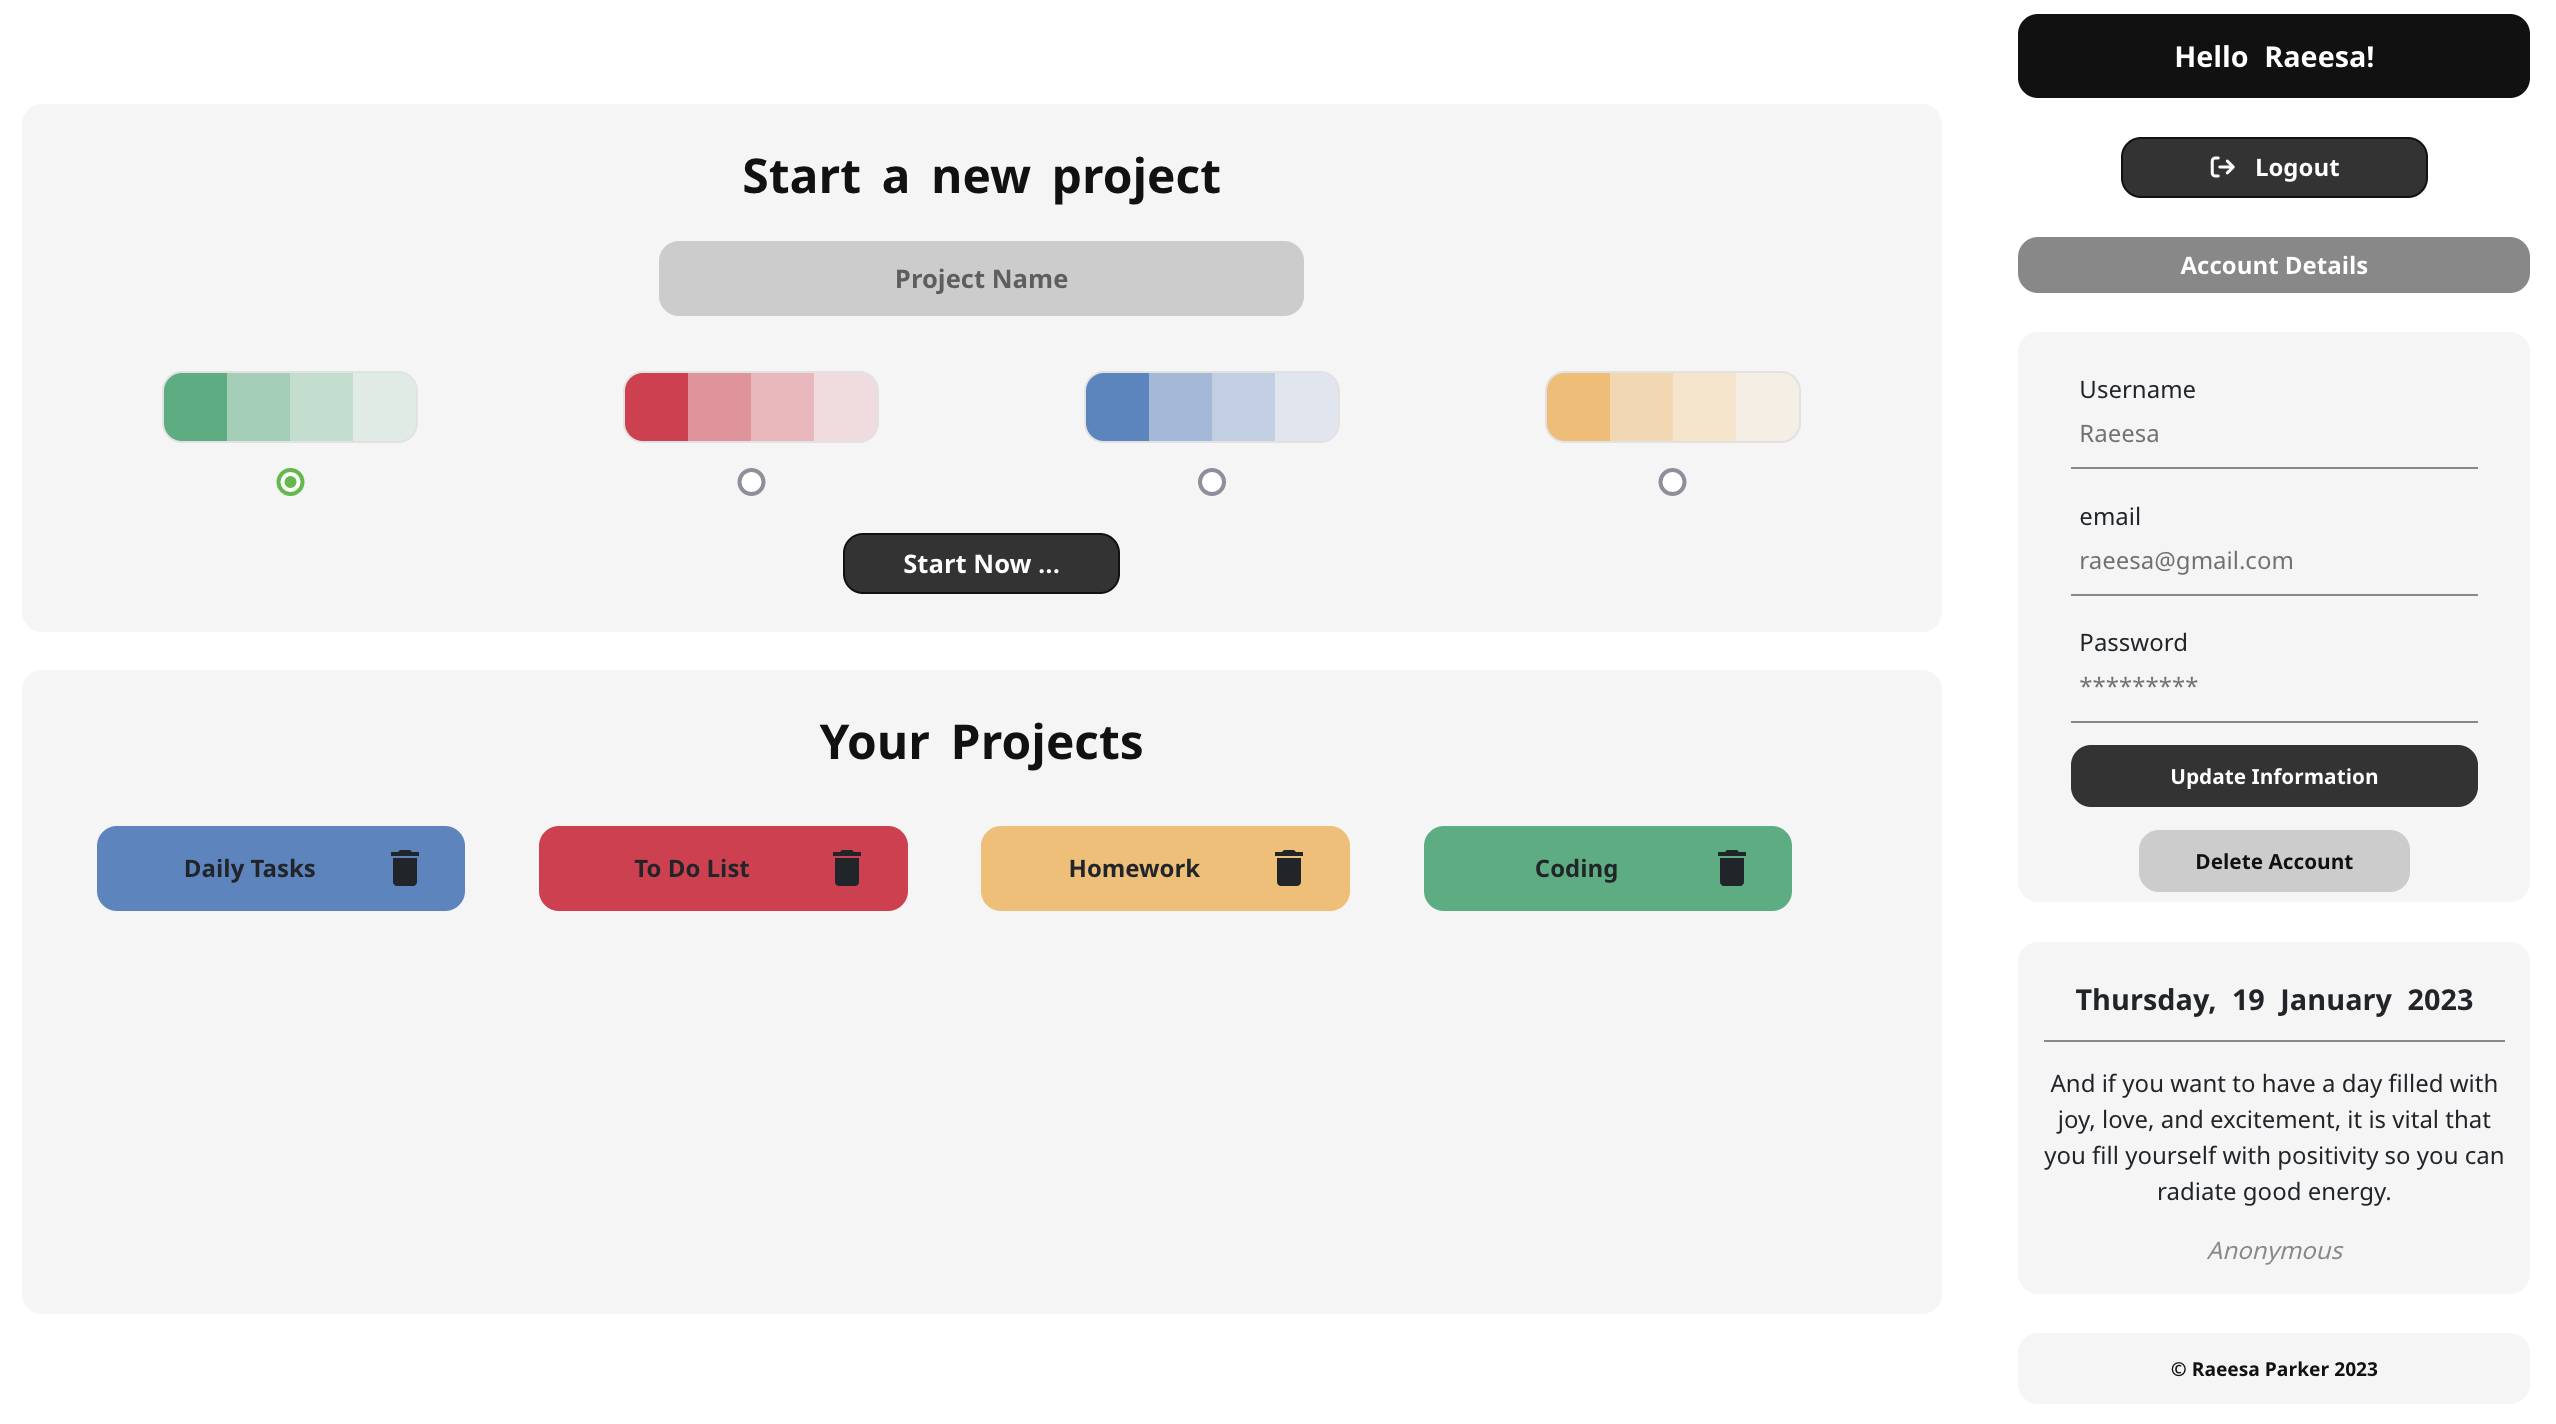 Start a new project
Project Name
Start Now ...
Your Projects
Daily Tasks
To Do List
Homework
Coding
Hello Raeesa!
Logout
Account Details
Username
Raeesa
email
raeesa@gmail.com
Password
*********
Update Information
Delete Account
Thursday, 19 January 2023
And if you want to have a day filled with
joy, love, and excitement, it is vital that
you fill yourself with positivity so you can
radiate good energy.
Anonymous
© Raeesa Parker 2023